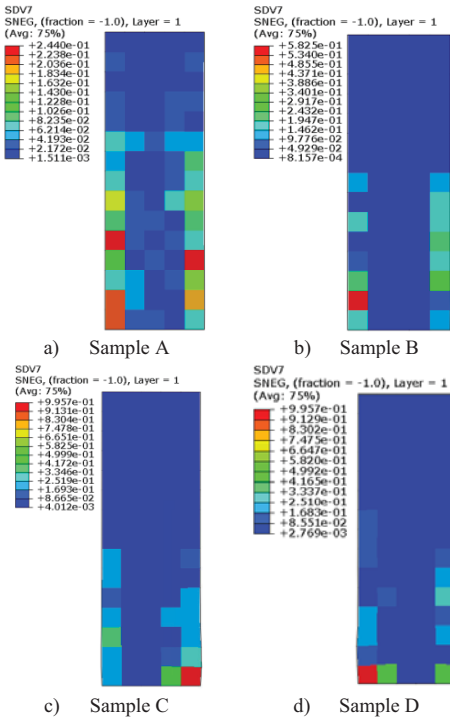 SDV7
SNEG, (fraction = -1.0), Layer = 1
(Avg: 75%)
+2.440e-01
+2.238e-01
+2.036e-01
+1.834e-01
+1.632e-01
+1.430e-01
+1.228e-01
+1.026e-01
+8.235e-02
+6.214e-02
+4.193e-02
+2.172e-02
+1.511e-03
a) Sample A
SDV7
SNEG, (fraction = -1.0), Layer = 1
(Avg: 75%)
+5.825e-01
+5.340e-01
+4.855e-01
+4.371e-01
+3.886e-01
+3.401e-01
+2.917e-01
+2.432e-01
+1.947e-01
+1.462e-01
+9.776e-02
+4.929e-02
+8.157e-04
b) Sample B
SDV7
SNEG, (fraction = -1.0), Layer = 1
(Avg: 75%)
+9.957e-01
+9.131e-01
+8.304e-01
+7.478e-01
+6.651e-01
+5.825e-01
+4.999e-01
+4.172e-01
+3.346e-01
+2.519e-01
+1.693e-01
+8.665e-02
+4.012e-03
c) Sample C
SDV7
SNEG, (fraction = -1.0), Layer = 1
(Avg: 75%)
+9.957e-01
+9.129e-01
+8.302e-01
+7.475e-01
+6.647e-01
+5.820e-01
+4.992e-01
+4.165e-01
+3.337e-01
+2.510e-01
+1.683e-01
+8.551e-02
+2.769e-03
d) Sample D